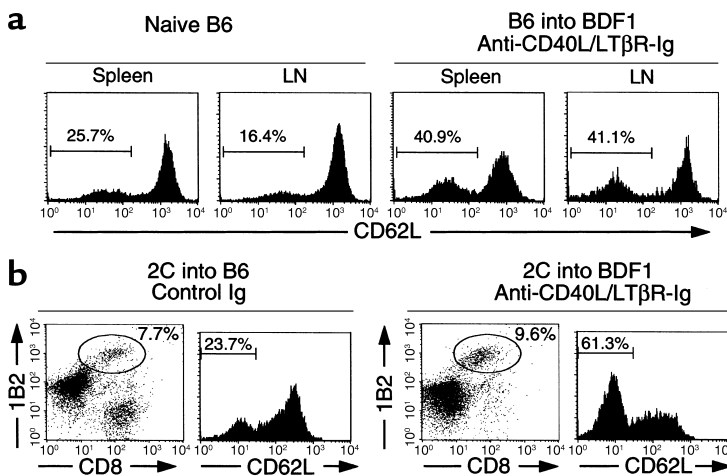 a
Naive B6
B6 into BDF1
Anti-CD40L/LTβR-Ig
Spleen
LN
Spleen
LN
25.7%
16.4%
40.9%
41.1%
10⁰ 10¹ 10² 10³ 10⁴
10⁰ 10¹ 10² 10³ 10⁴
10⁰ 10¹ 10² 10³ 10⁴
10⁰ 10¹ 10² 10³ 10⁴
CD62L
b
2C into B6
Control Ig
2C into BDF1
Anti-CD40L/LTβR-Ig
1B2
10⁴
10³
10²
10¹
10⁰
7.7%
23.7%
1B2
10⁴
10³
10²
10¹
10⁰
9.6%
61.3%
10⁰ 10¹ 10² 10³ 10⁴
10⁰ 10¹ 10² 10³ 10⁴
10⁰ 10¹ 10² 10³ 10⁴
10⁰ 10¹ 10² 10³ 10⁴
CD8
CD62L
CD8
CD62L